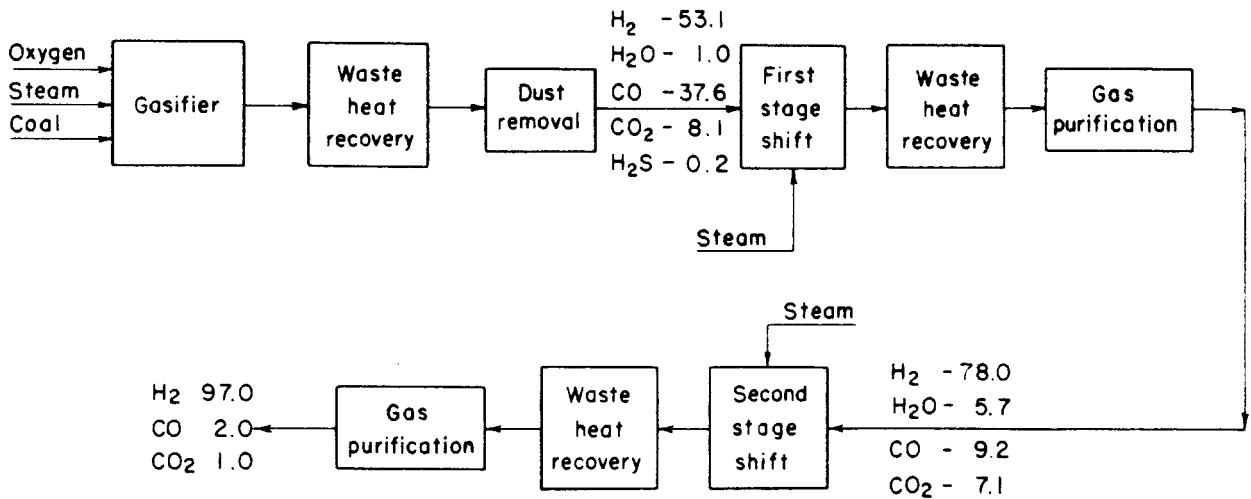 Oxygen
Steam
Coal
Gasifier
Waste
heat
recovery
Dust
removal
H₂ - 53.1
H₂O - 1.0
CO - 37.6
CO₂ - 8.1
H₂S - 0.2
First
stage
shift
Steam
Waste
heat
recovery
Gas
purification
H₂ - 78.0
H₂O - 5.7
CO - 9.2
CO₂ - 7.1
Steam
Second
stage
shift
Waste
heat
recovery
Gas
purification
H₂ 97.0
CO 2.0
CO₂ 1.0